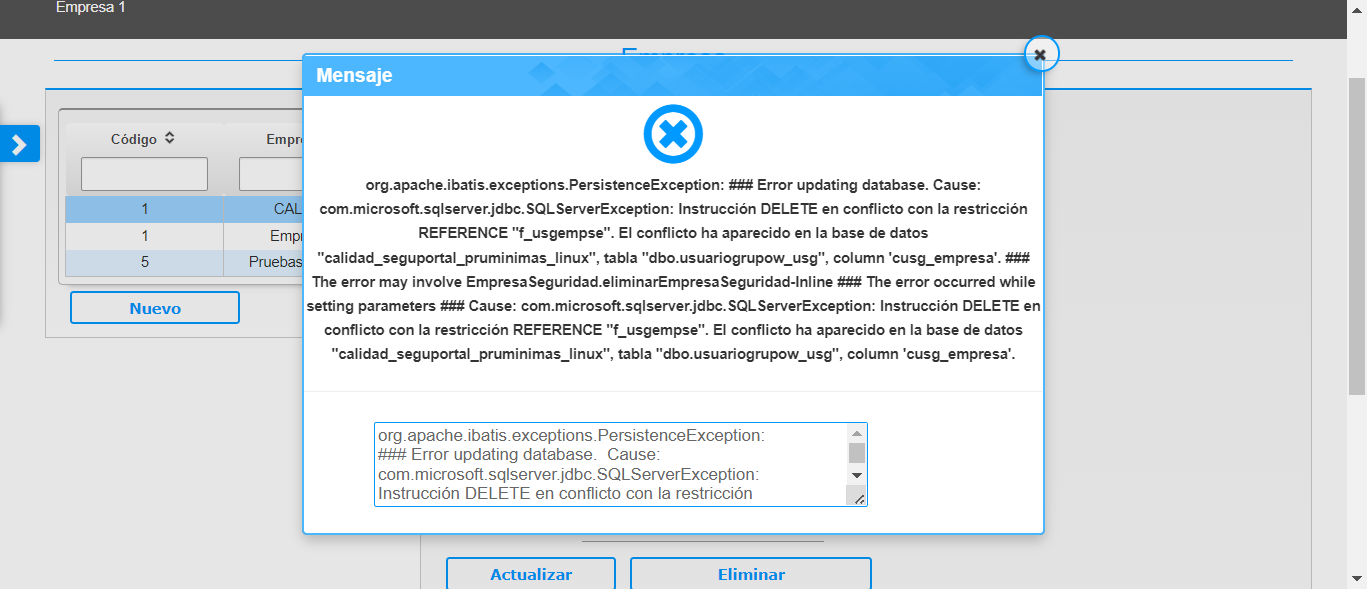 Empresa 1
Empresa
Mensaje
Código
Empr
1
CAL
1
Empr
5
Pruebas
Nuevo
org.apache.ibatis.exceptions.PersistenceException: ### Error updating database. Cause:
com.microsoft.sqlserver.jdbc.SQLServerException: Instrucción DELETE en conflicto con la restricción
REFERENCE "f_usgempse". El conflicto ha aparecido en la base de datos
"calidad_seguportal_pruminimas_linux", tabla "dbo.usuariogrupow_usg", column 'cusg_empresa'. ###
The error may involve EmpresaSeguridad.eliminarEmpresaSeguridad-Inline ### The error occurred while
setting parameters ### Cause: com.microsoft.sqlserver.jdbc.SQLServerException: Instrucción DELETE en
conflicto con la restricción REFERENCE "f_usgempse". El conflicto ha aparecido en la base de datos
"calidad_seguportal_pruminimas_linux", tabla "dbo.usuariogrupow_usg", column 'cusg_empresa'.
org.apache.ibatis.exceptions.PersistenceException:
### Error updating database.  Cause:
com.microsoft.sqlserver.jdbc.SQLServerException:
Instrucción DELETE en conflicto con la restricción
Actualizar
Eliminar